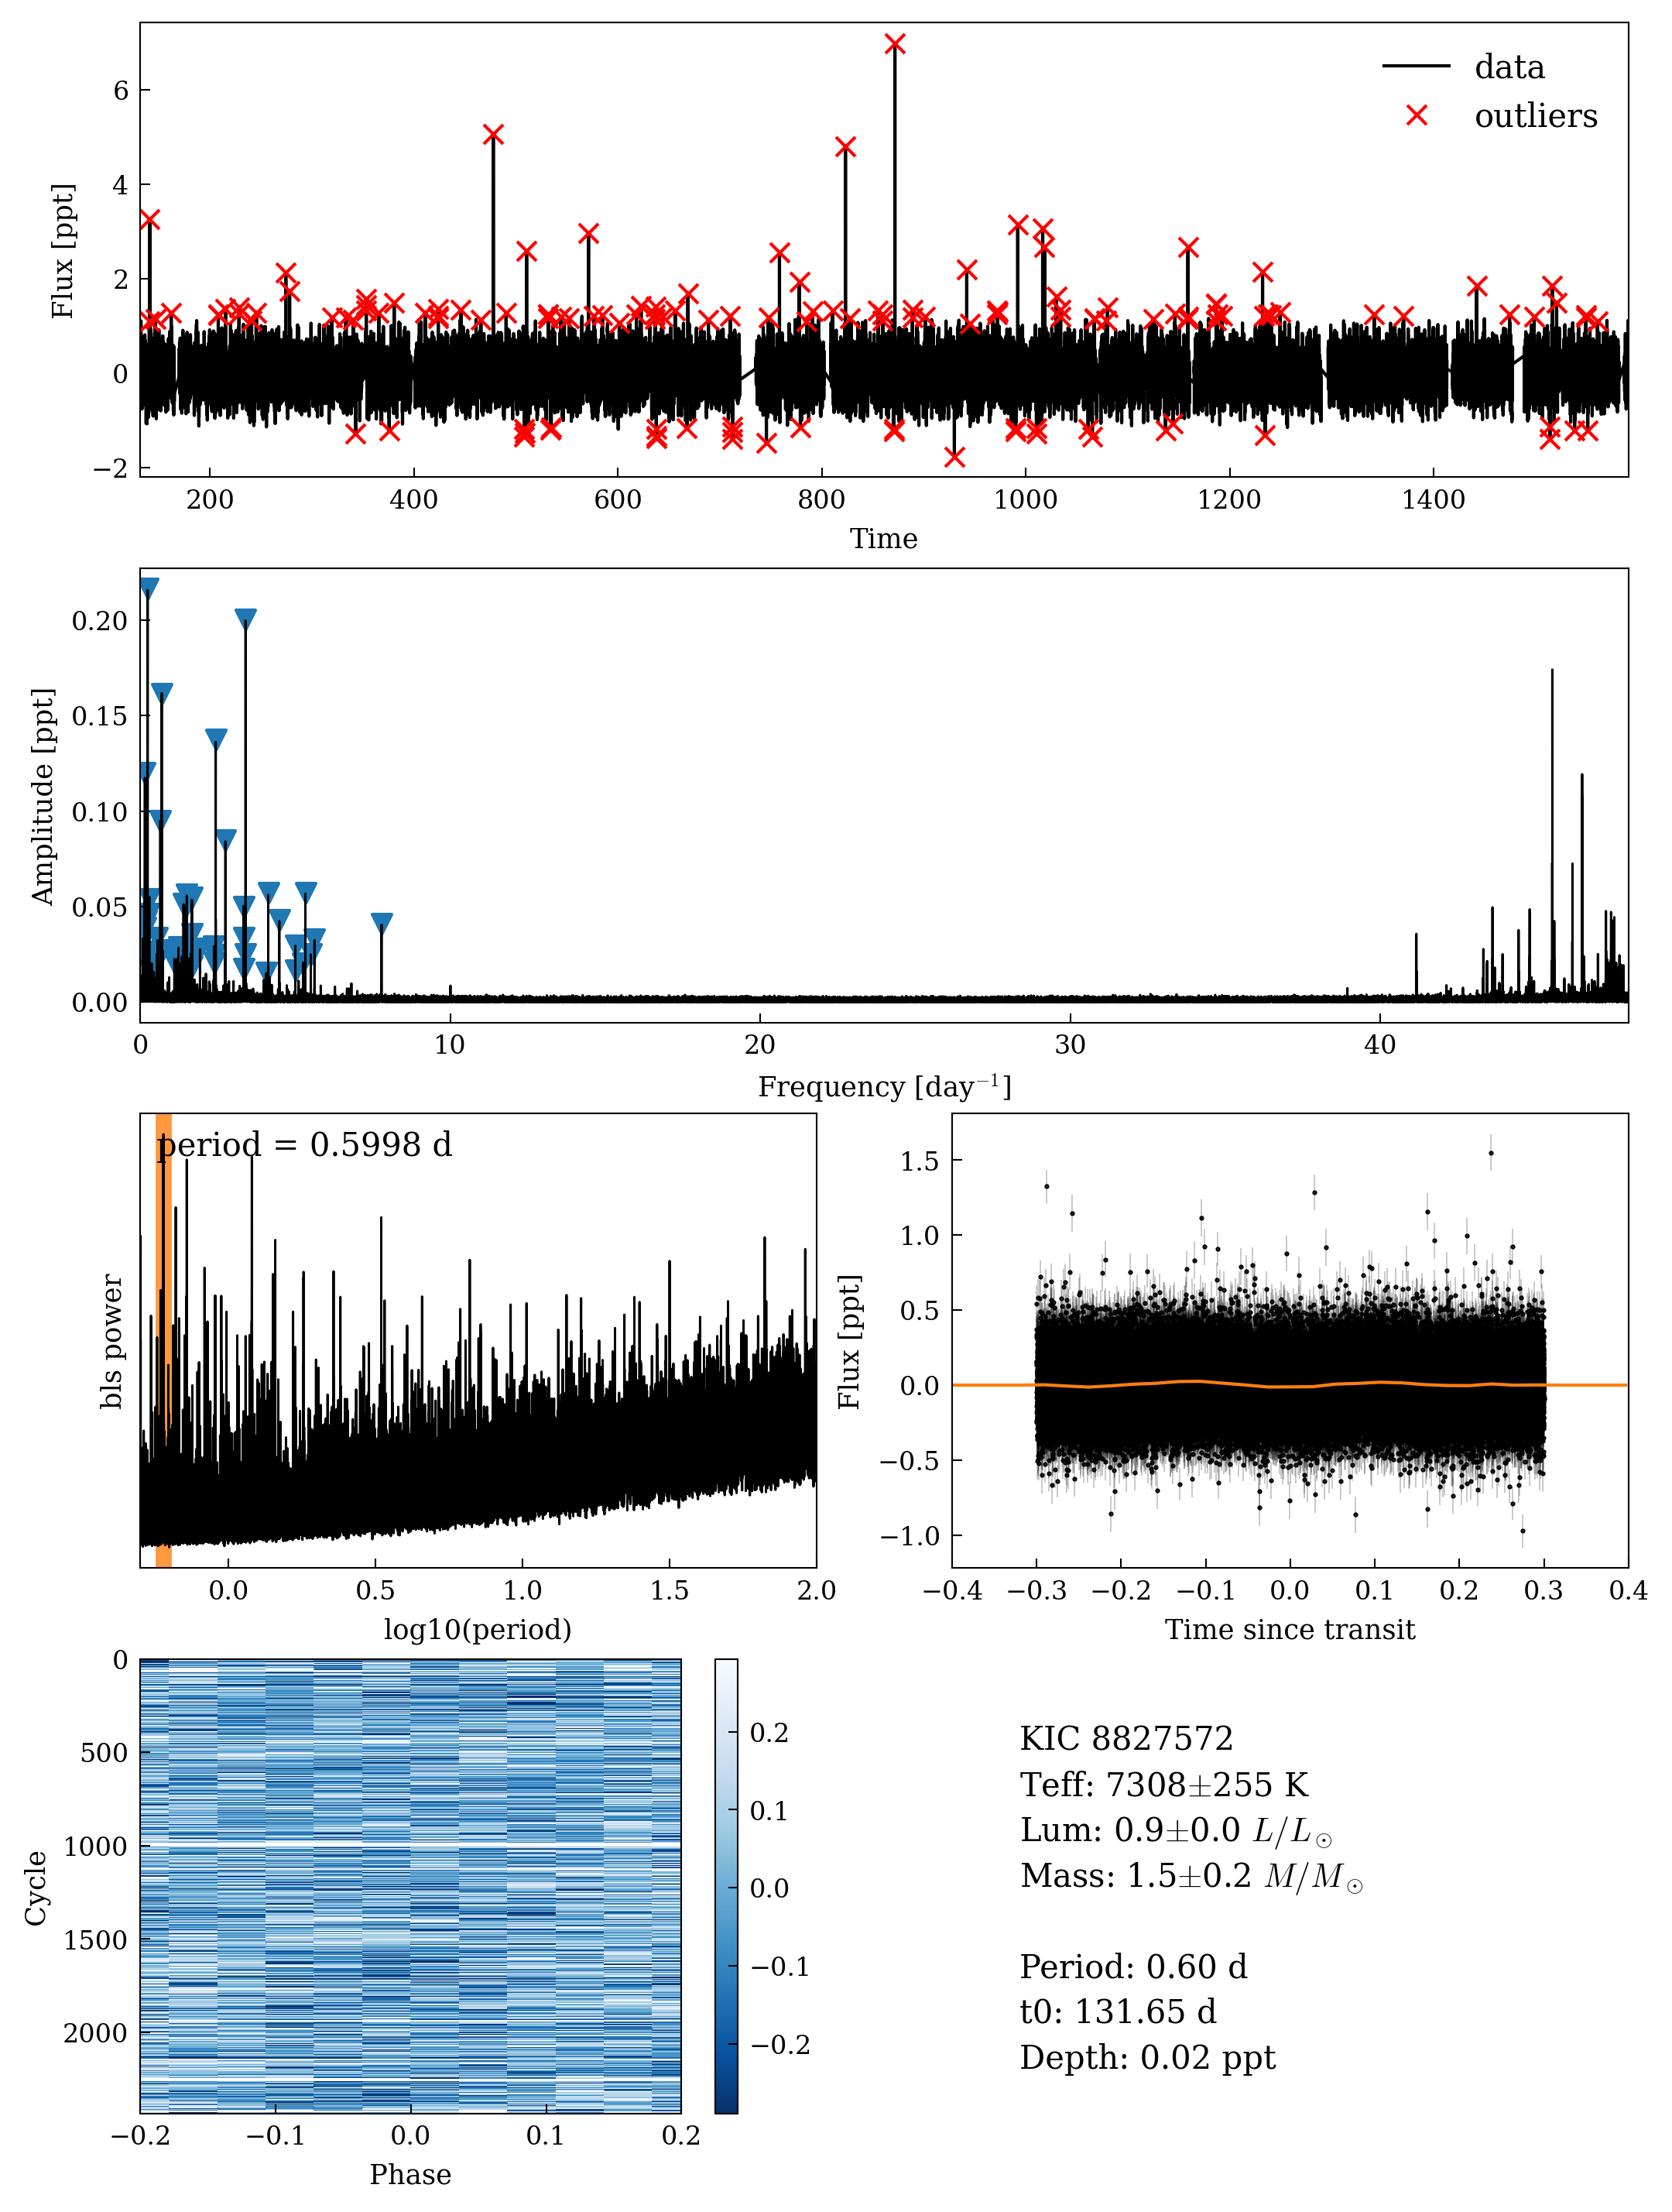 6
4
2
0
−2
Flux [ppt]
data
outliers
200
400
600
800
1000
1200
1400
Time
0.20
0.15
0.10
0.05
0.00
Amplitude [ppt]
0
10
20
30
40
Frequency [day⁻¹]
period = 0.5998 d
bls power
0.0
0.5
1.0
1.5
2.0
log10(period)
1.5
1.0
0.5
0.0
−0.5
−1.0
Flux [ppt]
−0.4
−0.3
−0.2
−0.1
0.0
0.1
0.2
0.3
0.4
Time since transit
0
500
1000
1500
2000
Cycle
−0.2
−0.1
0.0
0.1
0.2
Phase
0.2
0.1
0.0
−0.1
−0.2
KIC 8827572
Teff: 7308±255 K
Lum: 0.9±0.0 L/L⊙
Mass: 1.5±0.2 M/M⊙
Period: 0.60 d
t0: 131.65 d
Depth: 0.02 ppt